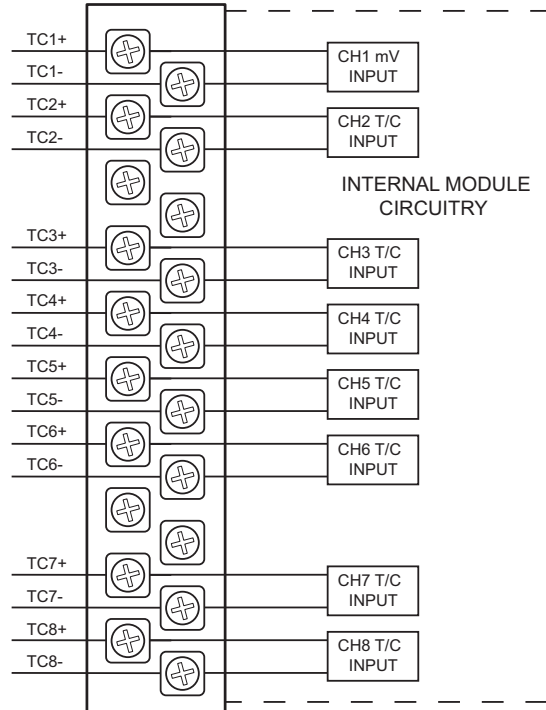 TC1+
CH1 mV
INPUT
TC1-
TC2+
CH2 T/C
INPUT
TC2-
INTERNAL MODULE
CIRCUITRY
TC3+
CH3 T/C
INPUT
TC3-
TC4+
CH4 T/C
INPUT
TC4-
TC5+
CH5 T/C
INPUT
TC5-
TC6+
CH6 T/C
INPUT
TC6-
TC7+
CH7 T/C
INPUT
TC7-
TC8+
CH8 T/C
INPUT
TC8-